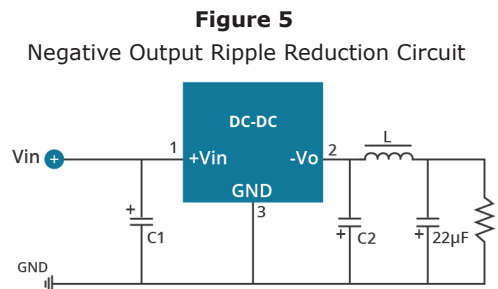 Figure 5
Negative Output Ripple Reduction Circuit
DC-DC
Vin + 1 +Vin -Vo 2 L
GND
3
+ C1 + C2 + 22µF
GND